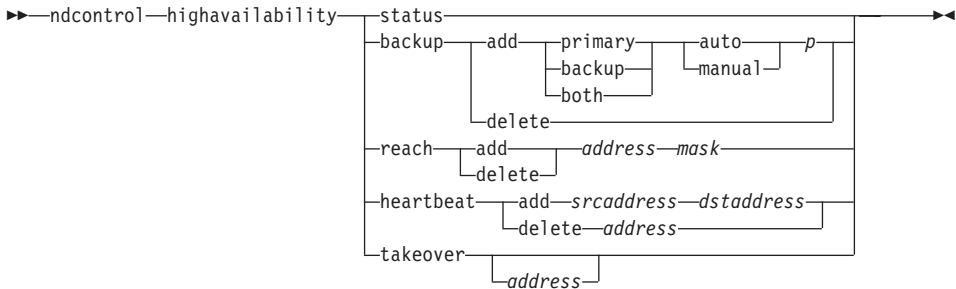 ndcontrol highavailability status
backup add primary auto p
backup manual
both
delete
reach add address mask
delete
heartbeat add srcaddress dstaddress
delete address
takeover
address